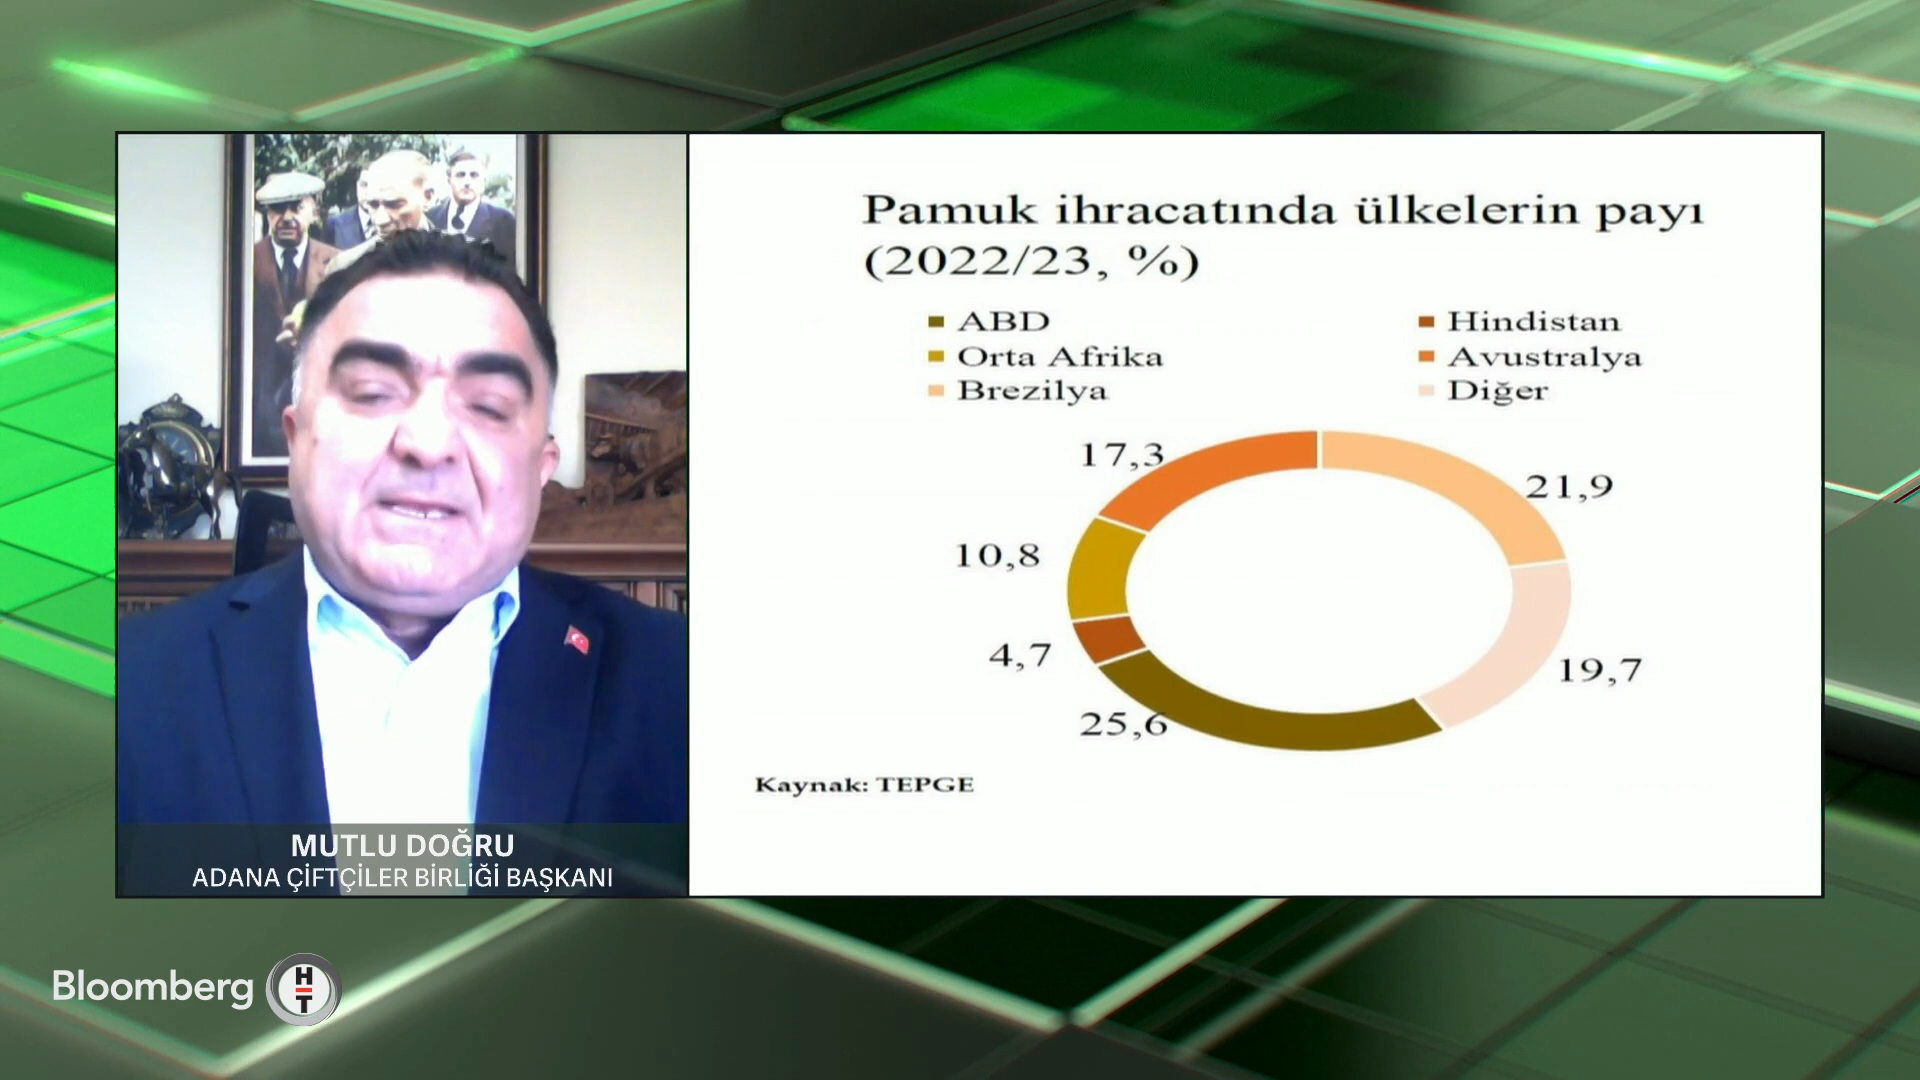 Pamuk ihracatında ülkelerin payı
(2022/23, %)
ABD
Hindistan
Orta Afrika
Avustralya
Brezilya
Diğer
17,3
21,9
10,8
4,7
19,7
25,6
Kaynak: TEPGE
MUTLU DOĞRU
ADANA ÇİFTÇİLER BİRLİĞİ BAŞKANI
Bloomberg HT